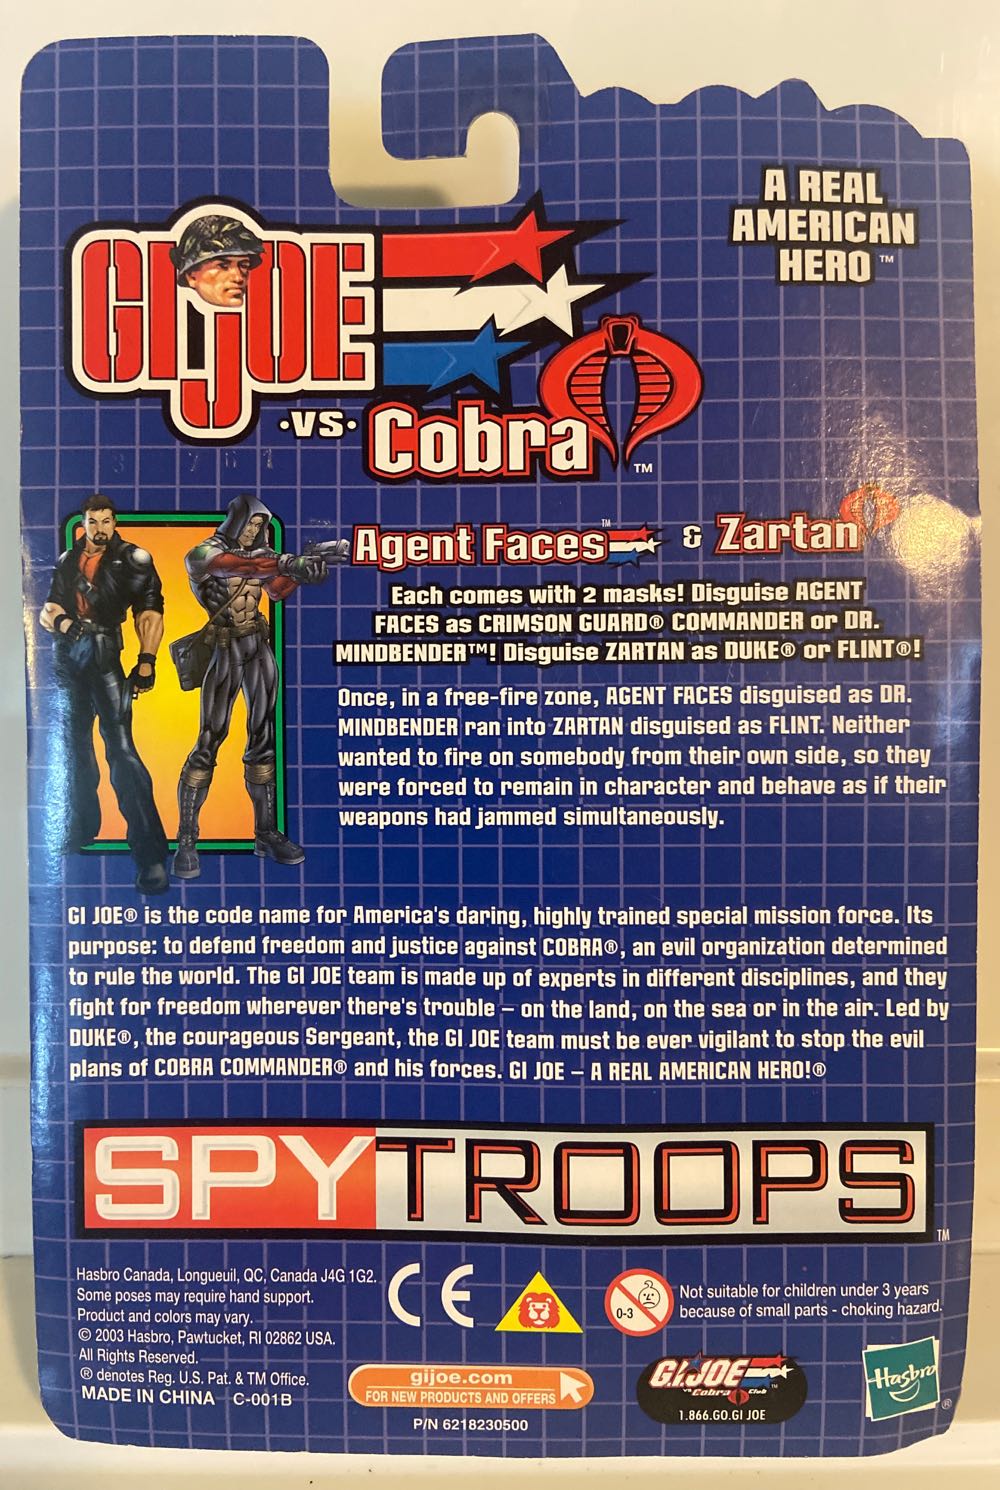 A REAL
AMERICAN
HERO™
GI JOE
•VS• Cobra™
Agent Faces™ & Zartan
Each comes with 2 masks! Disguise AGENT
FACES as CRIMSON GUARD® COMMANDER or DR.
MINDBENDER™! Disguise ZARTAN as DUKE® or FLINT®!
Once, in a free-fire zone, AGENT FACES disguised as DR.
MINDBENDER ran into ZARTAN disguised as FLINT. Neither
wanted to fire on somebody from their own side, so they
were forced to remain in character and behave as if their
weapons had jammed simultaneously.
GI JOE® is the code name for America's daring, highly trained special mission force. Its
purpose: to defend freedom and justice against COBRA®, an evil organization determined
to rule the world. The GI JOE team is made up of experts in different disciplines, and they
fight for freedom wherever there's trouble – on the land, on the sea or in the air. Led by
DUKE®, the courageous Sergeant, the GI JOE team must be ever vigilant to stop the evil
plans of COBRA COMMANDER® and his forces. GI JOE – A REAL AMERICAN HERO!®
SPYTROOPS™
Hasbro Canada, Longueuil, QC, Canada J4G 1G2.
Some poses may require hand support.
Product and colors may vary.
© 2003 Hasbro, Pawtucket, RI 02862 USA.
All Rights Reserved.
® denotes Reg. U.S. Pat. & TM Office.
MADE IN CHINA C-001B
CE
0-3
Not suitable for children under 3 years
because of small parts - choking hazard.
gijoe.com
FOR NEW PRODUCTS AND OFFERS
P/N 6218230500
G.I. JOE™
vs Cobra Club
1.866.GO.GI JOE
Hasbro®